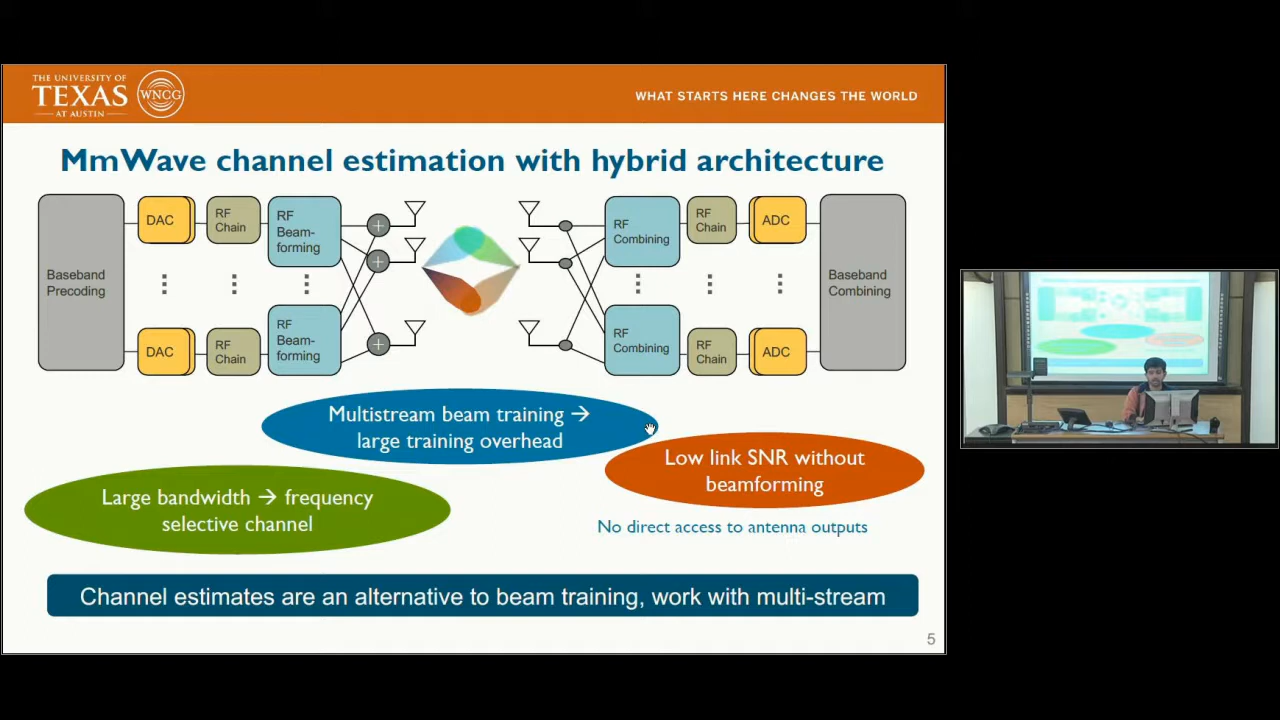 THE UNIVERSITY OF
TEXAS
AT AUSTIN
WNCG
WHAT STARTS HERE CHANGES THE WORLD
MmWave channel estimation with hybrid architecture
Baseband
Precoding
DAC
RF
Chain
RF
Beam-
forming
+
+
RF
Combining
RF
Chain
ADC
Baseband
Combining
DAC
RF
Chain
RF
Beam-
forming
+
RF
Combining
RF
Chain
ADC
Multistream beam training →
large training overhead
Low link SNR without
beamforming
Large bandwidth → frequency
selective channel
No direct access to antenna outputs
Channel estimates are an alternative to beam training, work with multi-stream
5